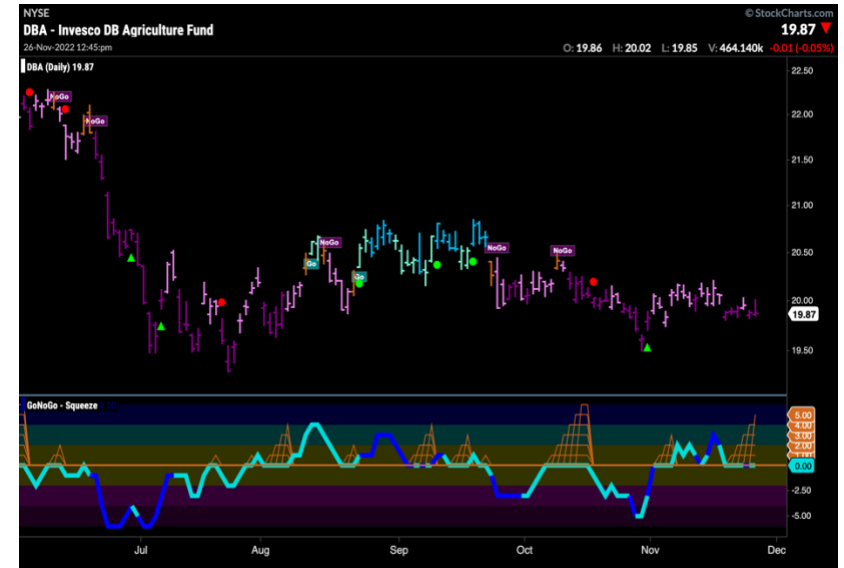 NYSE
© StockCharts.com
DBA - Invesco DB Agriculture Fund
19.87
26-Nov-2022 12:45:pm
O: 19.86 H: 20.02 L: 19.85 V: 464.140k -0.01 (-0.05%)
DBA (Daily) 19.87
22.50
NoGo
22.00
NoGo
21.50
21.00
NoGo
NoGo
NoGo
20.50
Go
Go
20.00
19.87
19.50
GoNoGo - Squeeze
5.00
4.00
3.00
2.00
0.00
-2.50
-5.00
Jul Aug Sep Oct Nov Dec